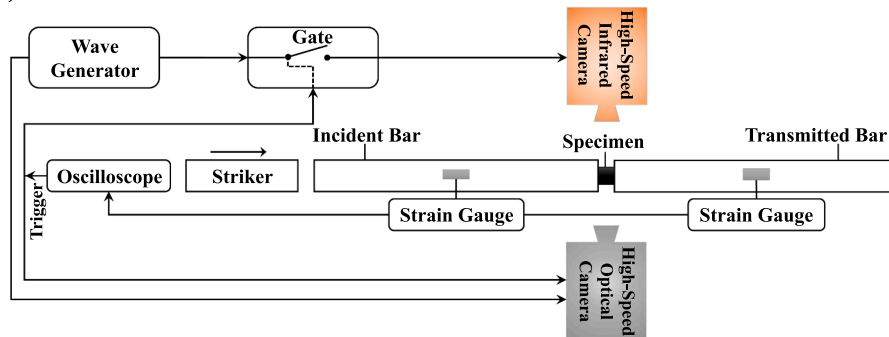 )
Wave
Generator
Gate
High-Speed
Infrared
Camera
Incident Bar
Specimen
Transmitted Bar
Oscilloscope
Striker
Trigger
Strain Gauge
Strain Gauge
High-Speed
Optical
Camera